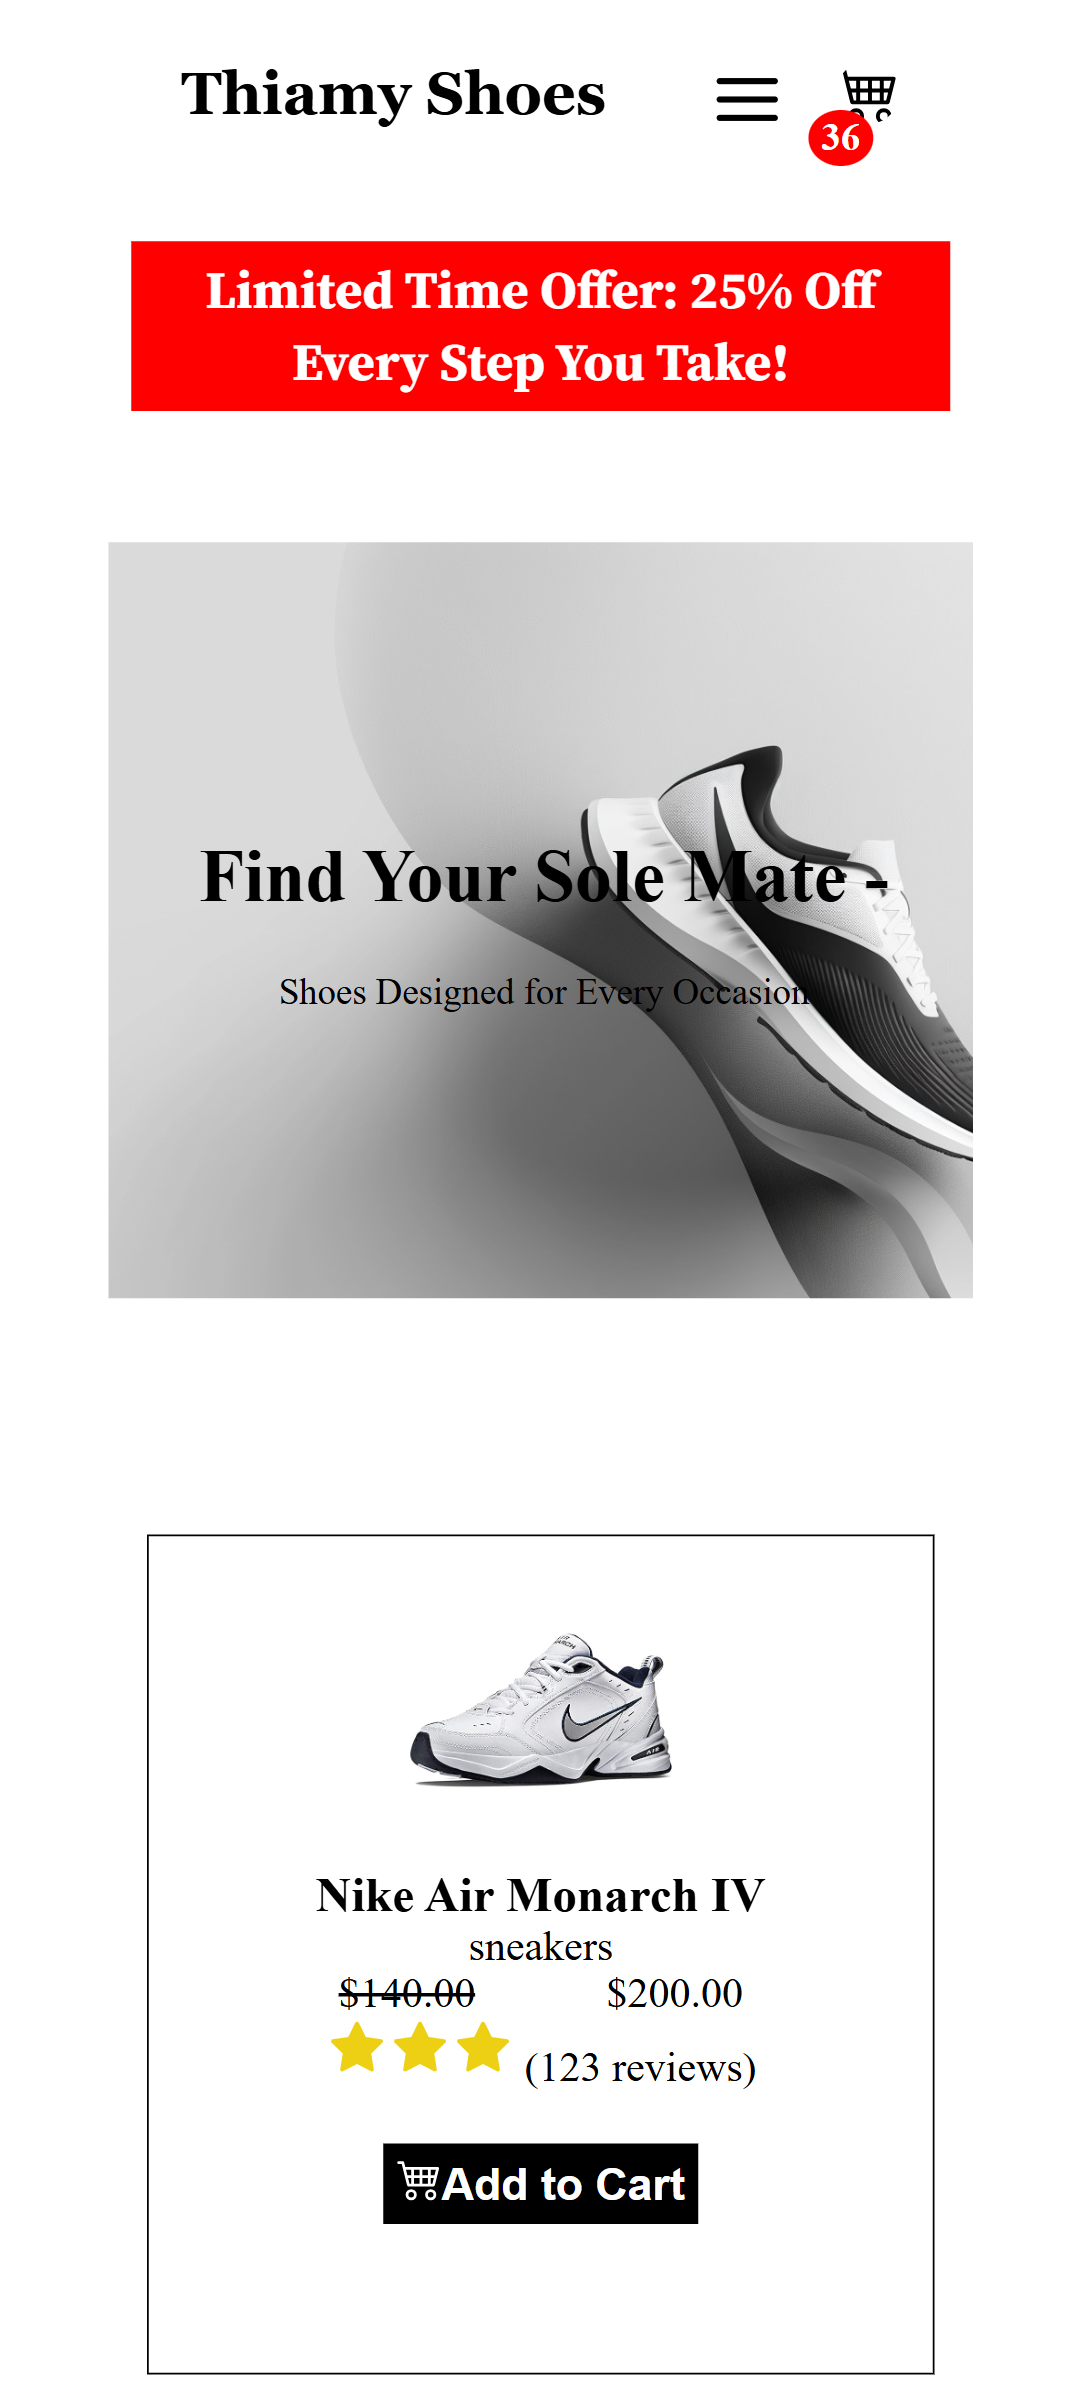 Thiamy Shoes
36
Limited Time Offer: 25% Off
Every Step You Take!
Find Your Sole Mate -
Shoes Designed for Every Occasion
Nike Air Monarch IV
sneakers
$140.00 $200.00
(123 reviews)
Add to Cart